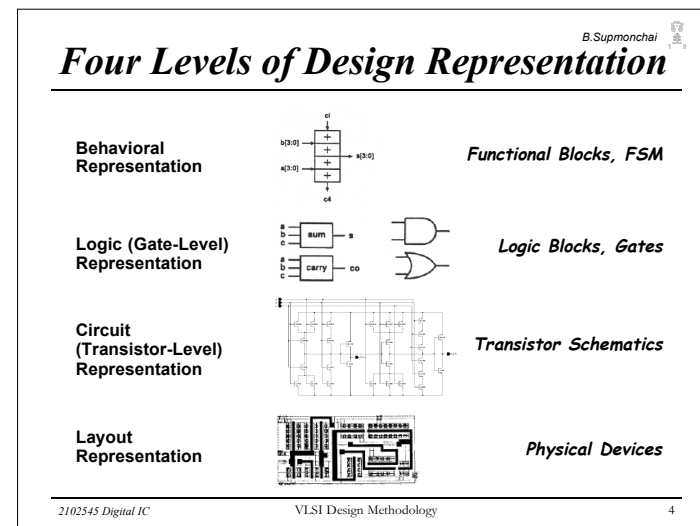 B.Supmonchai
Four Levels of Design Representation
Behavioral
Representation
ci
b[3:0]
+
+
s[3:0]
+
a[3:0]
+
c4
Functional Blocks, FSM
Logic (Gate-Level)
Representation
a
b
c
sum
s
a
b
c
carry
co
Logic Blocks, Gates
Circuit
(Transistor-Level)
Representation
Transistor Schematics
Layout
Representation
Physical Devices
2102545 Digital IC
VLSI Design Methodology
4